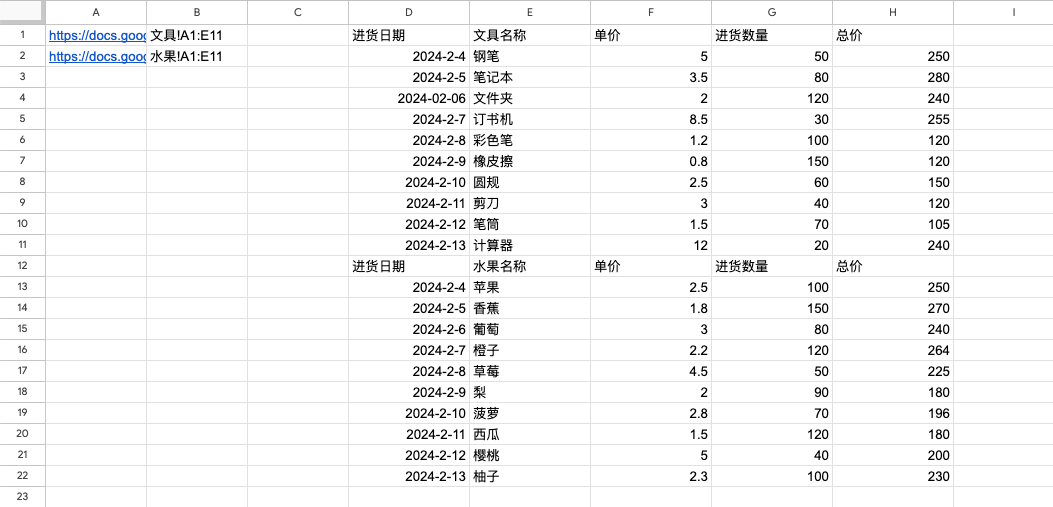 A B C D E F G H I
1 https://docs.goog 文具!A1:E11 进货日期 文具名称 单价 进货数量 总价
2 https://docs.goog 水果!A1:E11 2024-2-4 钢笔 5 50 250
3 2024-2-5 笔记本 3.5 80 280
4 2024-02-06 文件夹 2 120 240
5 2024-2-7 订书机 8.5 30 255
6 2024-2-8 彩色笔 1.2 100 120
7 2024-2-9 橡皮擦 0.8 150 120
8 2024-2-10 圆规 2.5 60 150
9 2024-2-11 剪刀 3 40 120
10 2024-2-12 笔筒 1.5 70 105
11 2024-2-13 计算器 12 20 240
12 进货日期 水果名称 单价 进货数量 总价
13 2024-2-4 苹果 2.5 100 250
14 2024-2-5 香蕉 1.8 150 270
15 2024-2-6 葡萄 3 80 240
16 2024-2-7 橙子 2.2 120 264
17 2024-2-8 草莓 4.5 50 225
18 2024-2-9 梨 2 90 180
19 2024-2-10 菠萝 2.8 70 196
20 2024-2-11 西瓜 1.5 120 180
21 2024-2-12 樱桃 5 40 200
22 2024-2-13 柚子 2.3 100 230
23